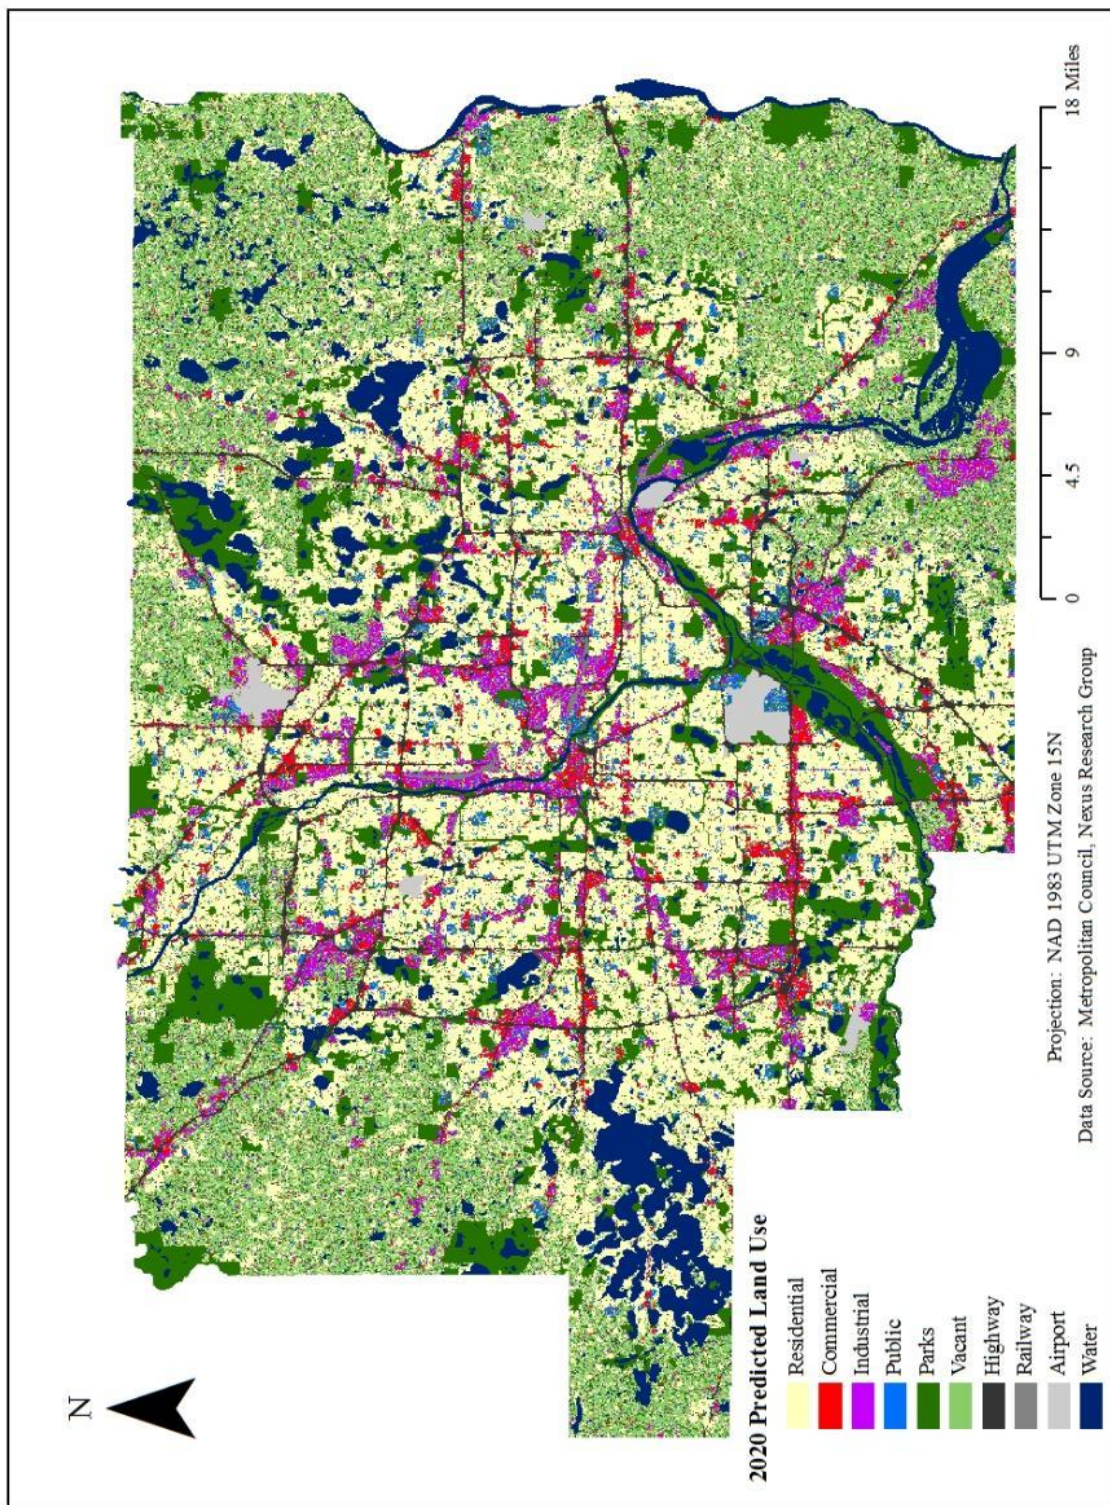 N
2020 Predicted Land Use
Residential
Commercial
Industrial
Public
Parks
Vacant
Highway
Railway
Airport
Water
0 4.5 9 18 Miles
Projection: NAD 1983 UTM Zone 15N
Data Source: Metropolitan Council, Nexus Research Group